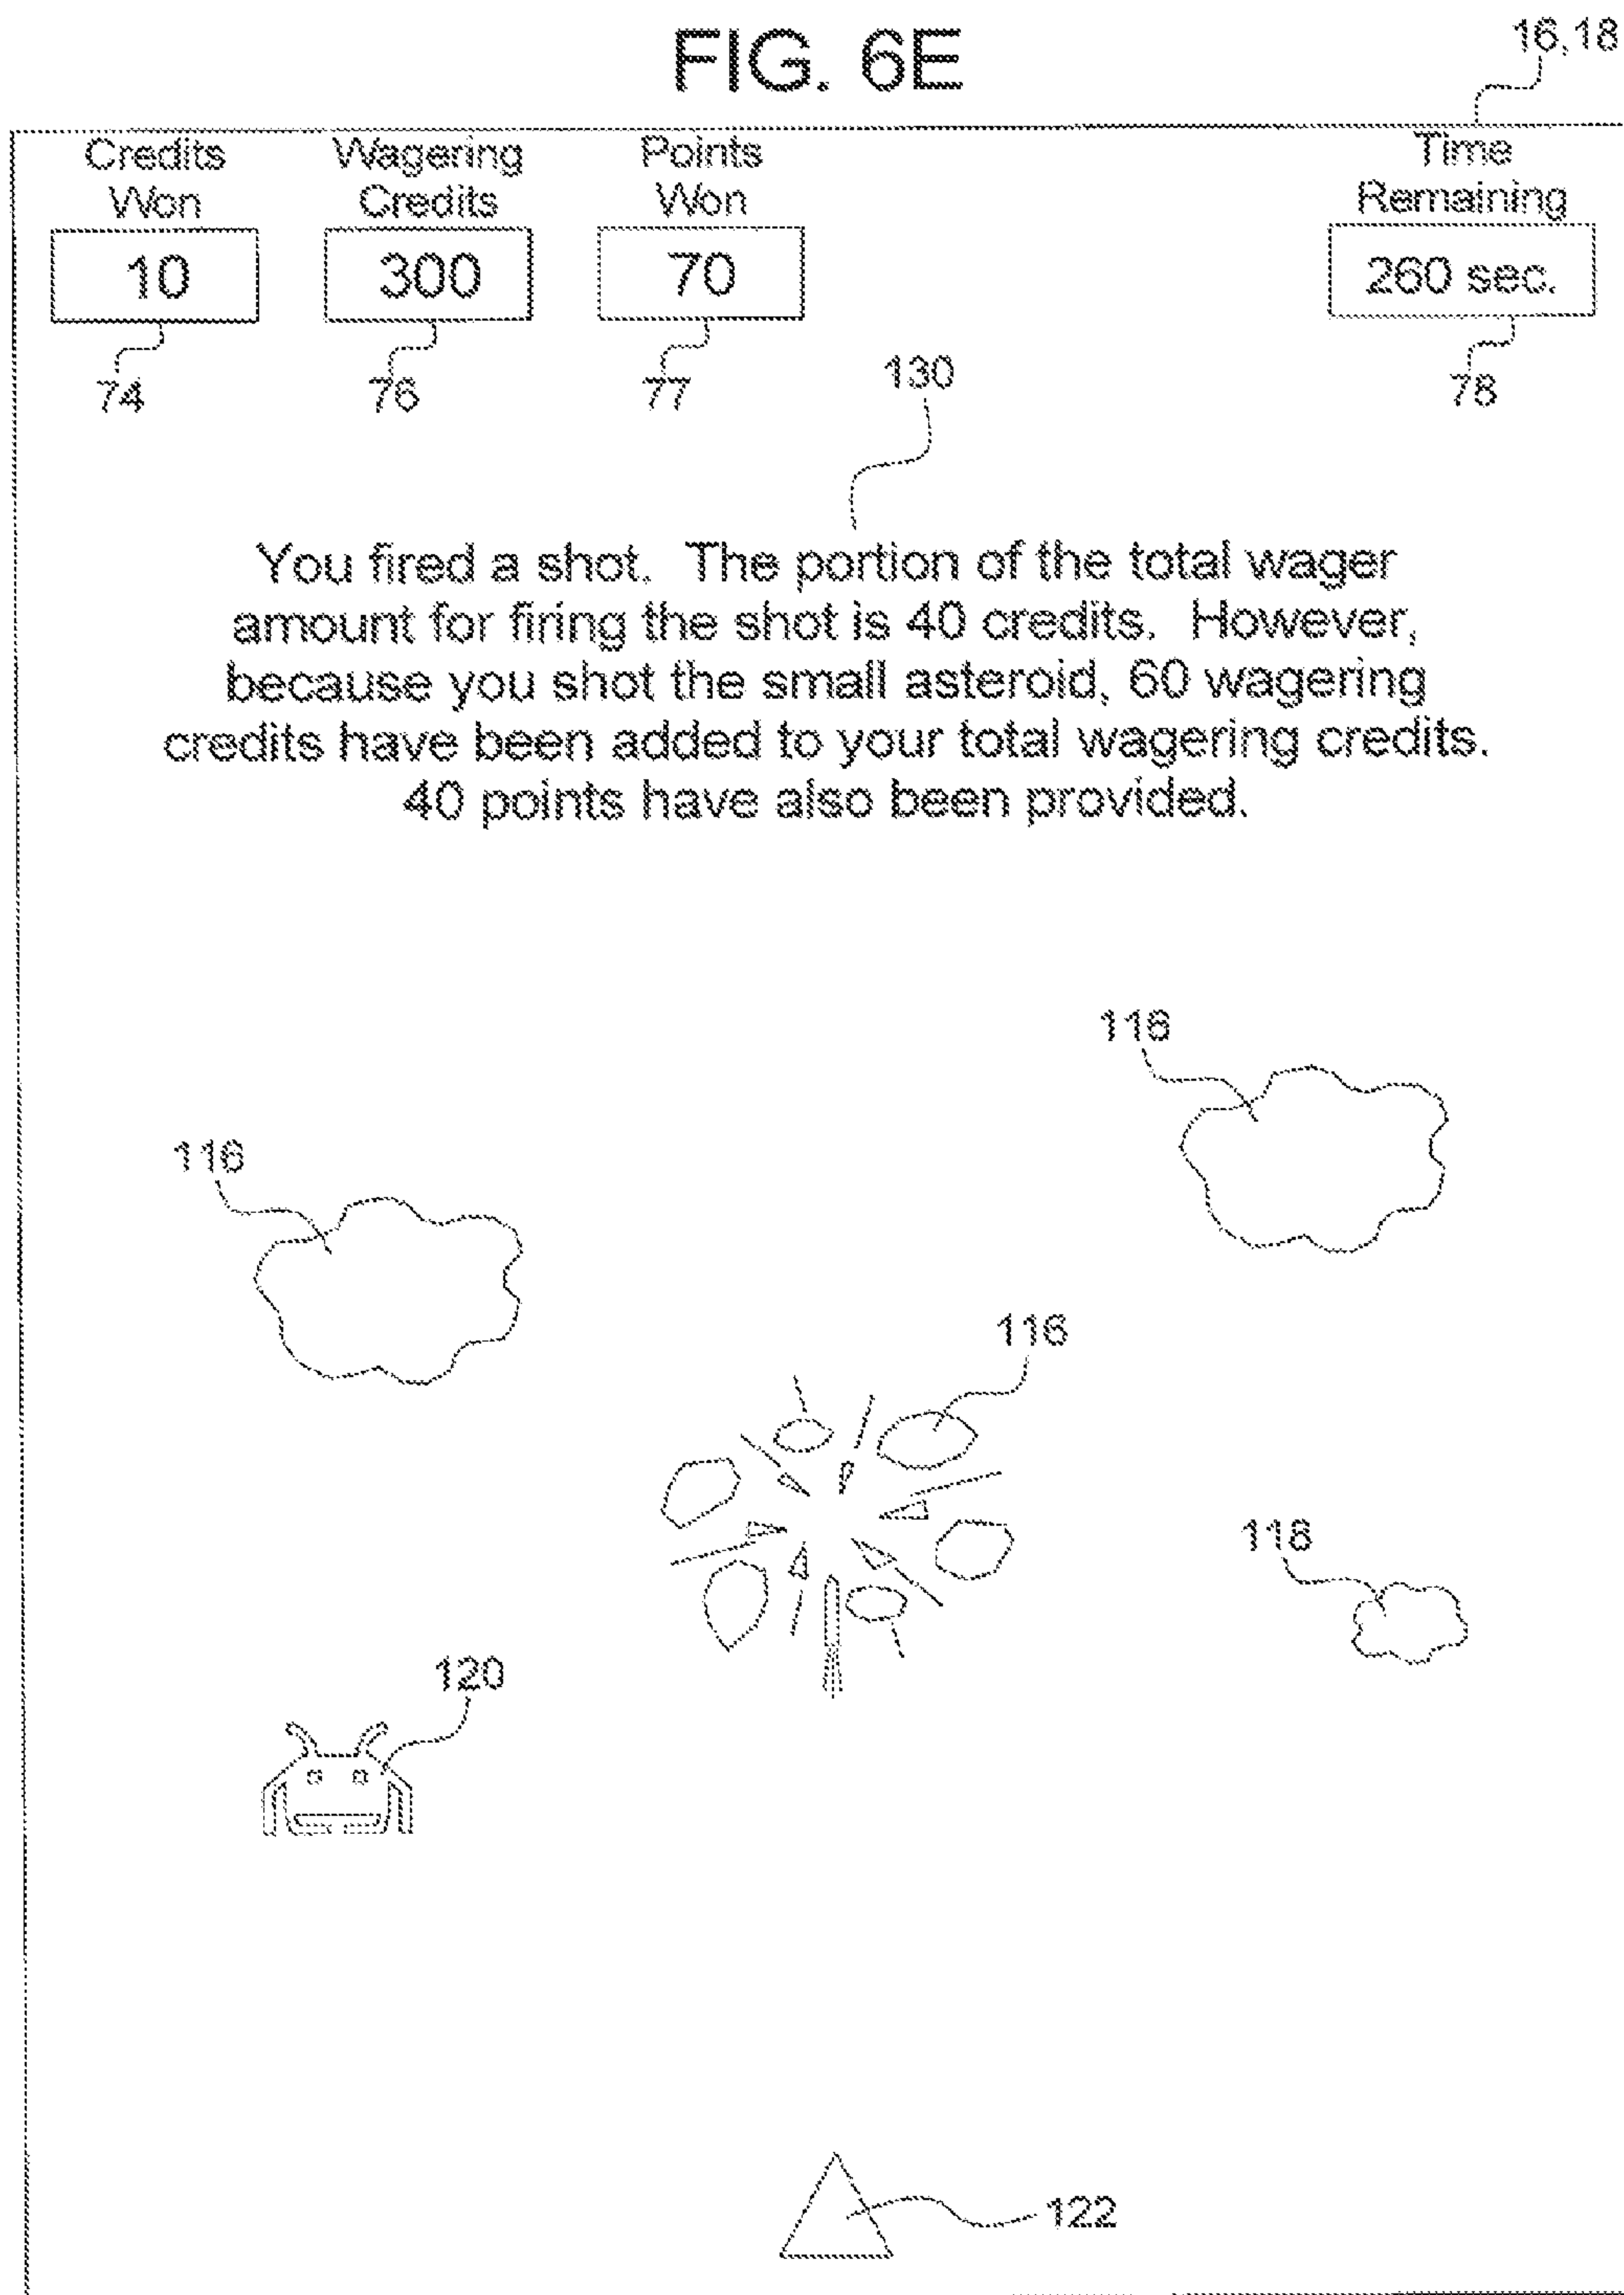 FIG. 6E
16,18
Credits Won
Wagering Credits
Points Won
Time Remaining
10
300
70
260 sec.
74
76
77
78
130
You fired a shot. The portion of the total wager
amount for firing the shot is 40 credits. However,
because you shot the small asteroid, 60 wagering
credits have been added to your total wagering credits.
40 points have also been provided.
116
116
116
118
120
122